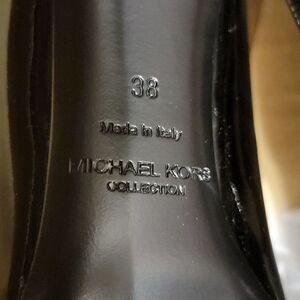 38
Made in Italy
MICHAEL KORS
COLLECTION